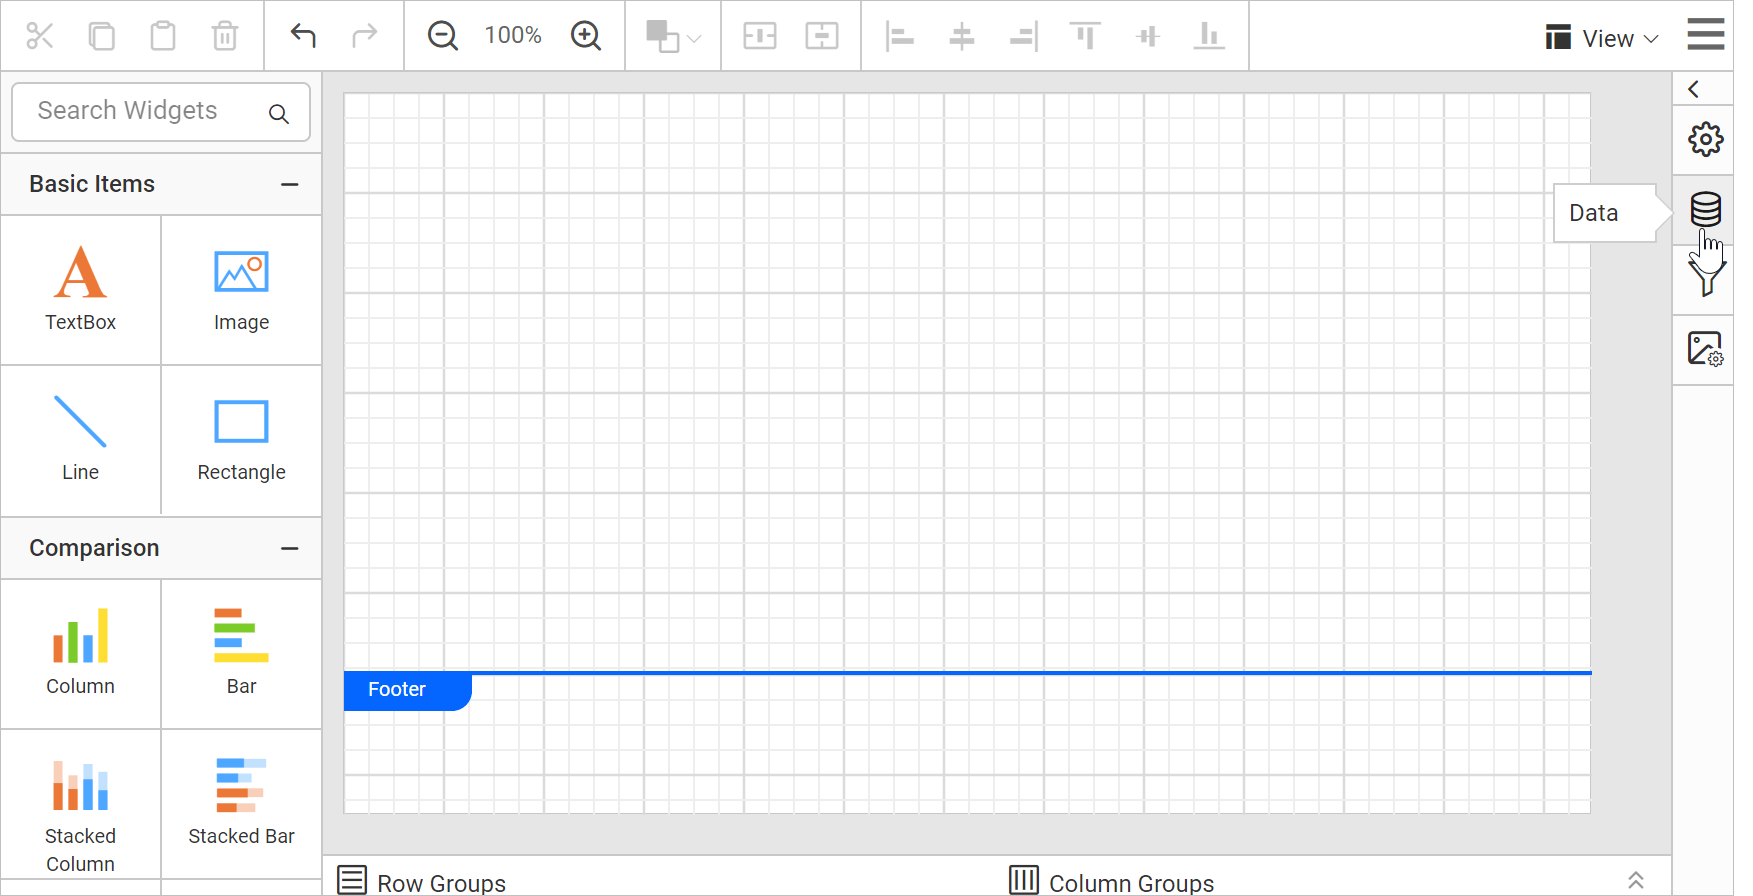 100%
View
Search Widgets
Basic Items
Data
TextBox
Image
Line
Rectangle
Comparison
Column
Bar
Footer
Stacked
Column
Stacked Bar
Row Groups
Column Groups